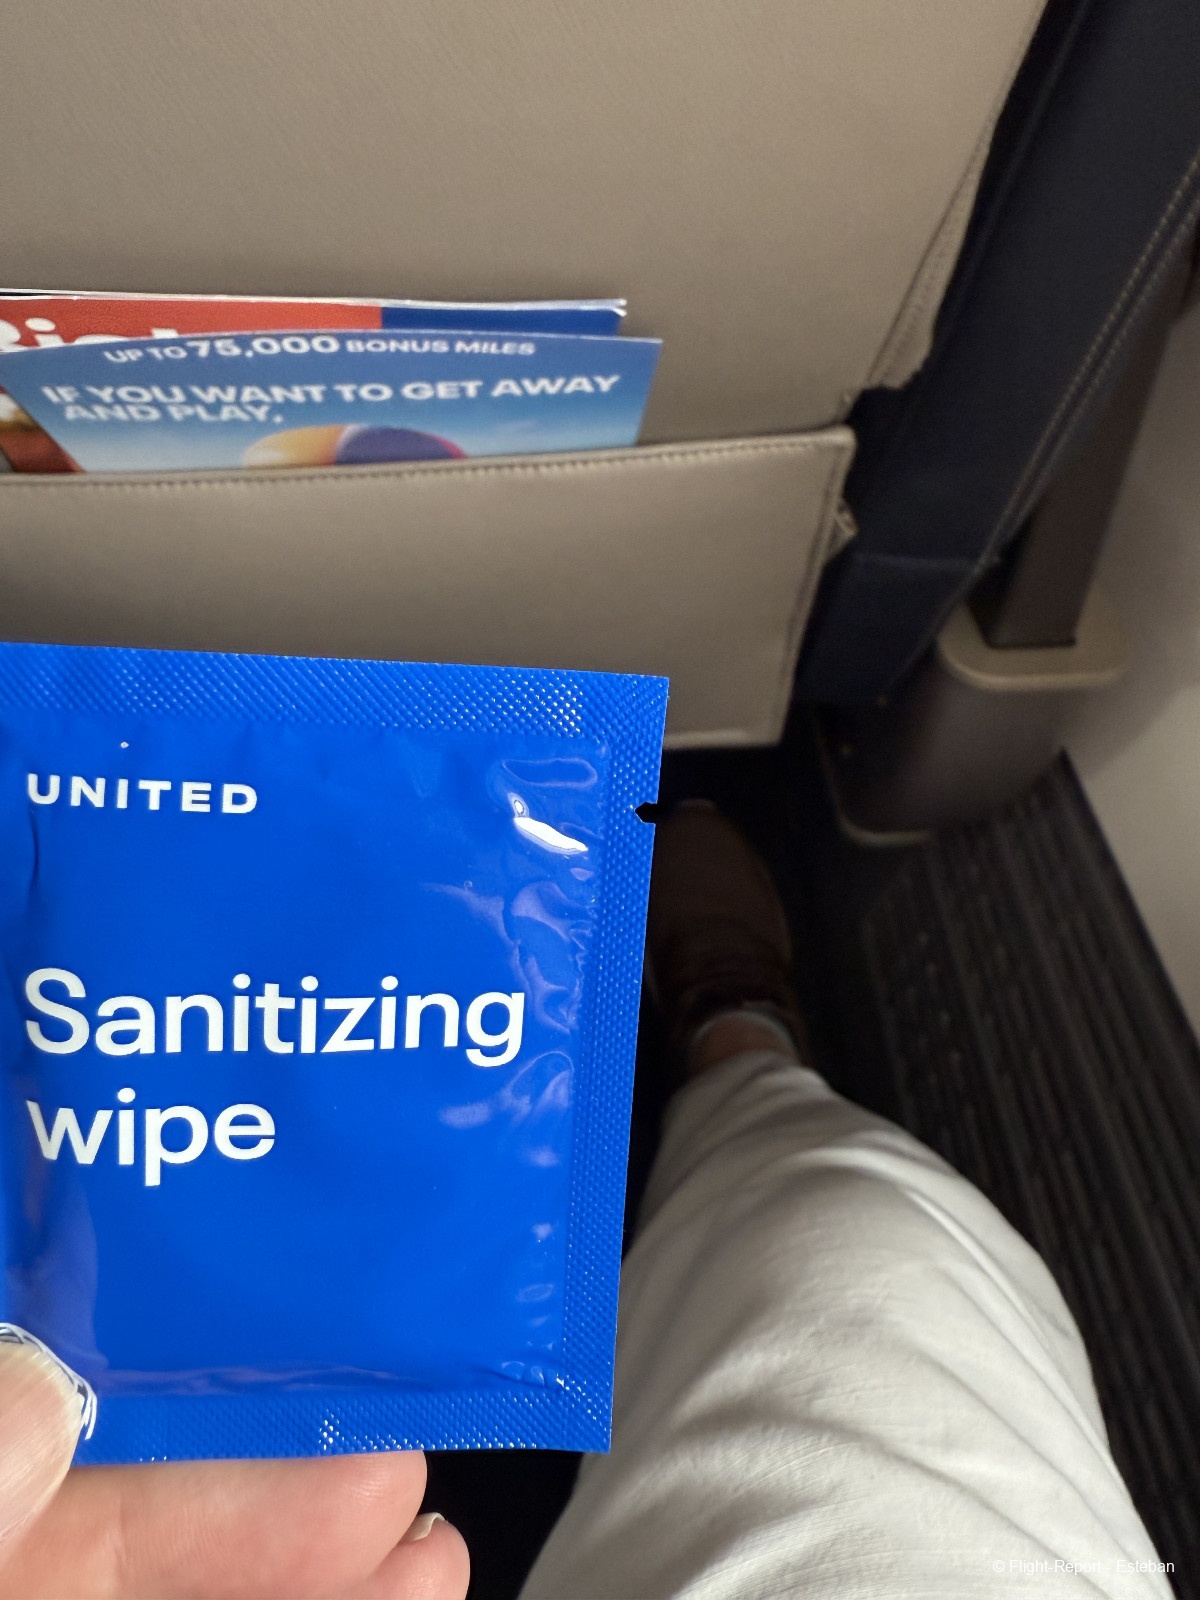 UP TO 75,000 BONUS MILES
IF YOU WANT TO GET AWAY
AND PLAY,
UNITED
Sanitizing
wipe
© Flight-Report - Esteban